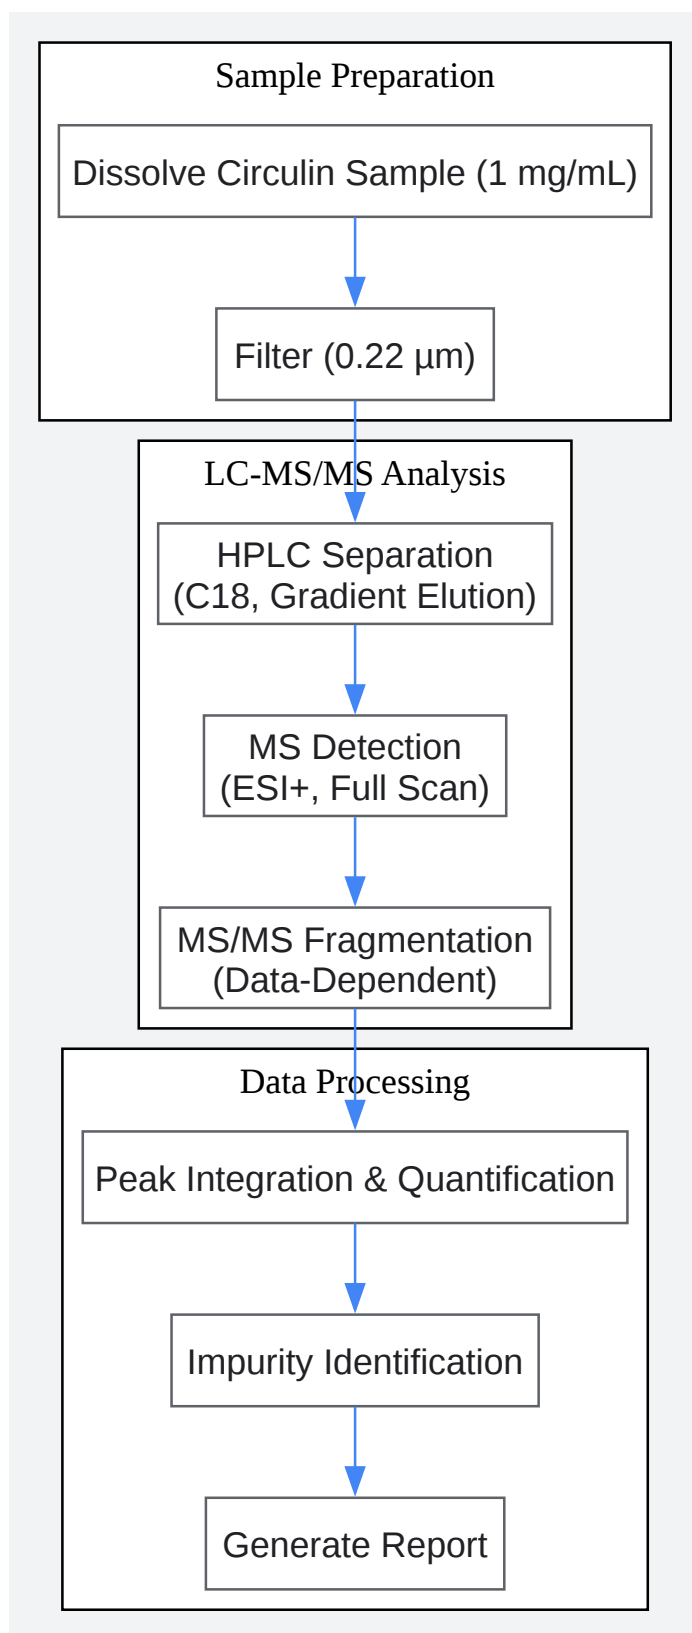 Sample Preparation
Dissolve Circulin Sample (1 mg/mL)
Filter (0.22 µm)
LC-MS/MS Analysis
HPLC Separation
(C18, Gradient Elution)
MS Detection
(ESI+, Full Scan)
MS/MS Fragmentation
(Data-Dependent)
Data Processing
Peak Integration & Quantification
Impurity Identification
Generate Report